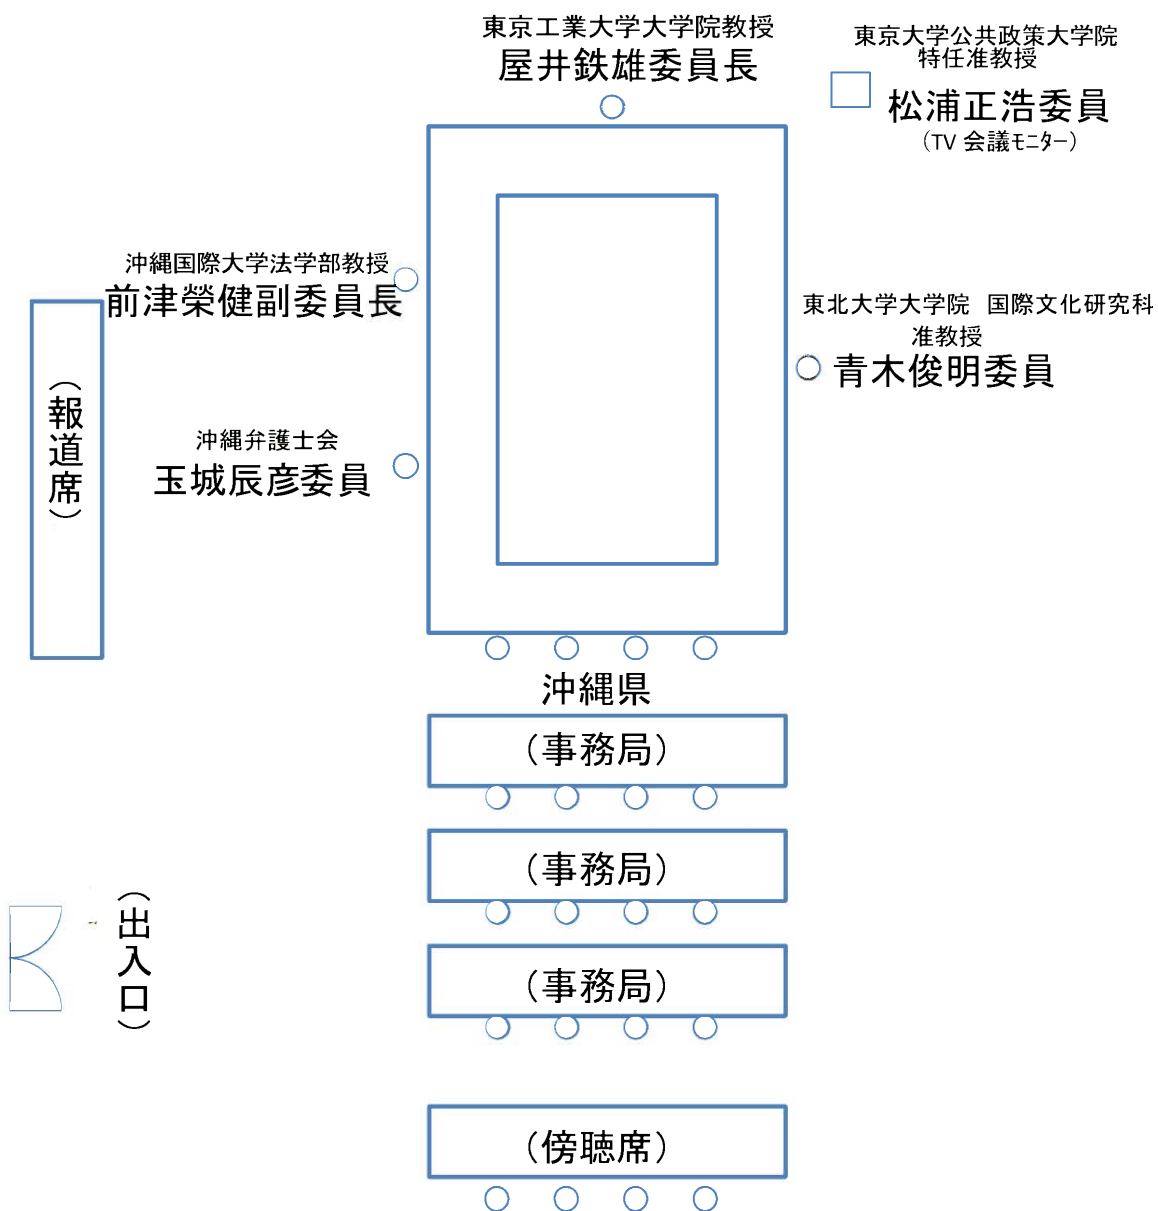 東京工業大学大学院教授
屋井鉄雄委員長
東京大学公共政策大学院
特任准教授
松浦正浩委員
（TV 会議ﾓﾆﾀｰ）
沖縄国際大学法学部教授
前津榮健副委員長
東北大学大学院　国際文化研究科
准教授
青木俊明委員
沖縄弁護士会
玉城辰彦委員
（報道席）
沖縄県
（事務局）
（事務局）
（事務局）
（出入口）
（傍聴席）